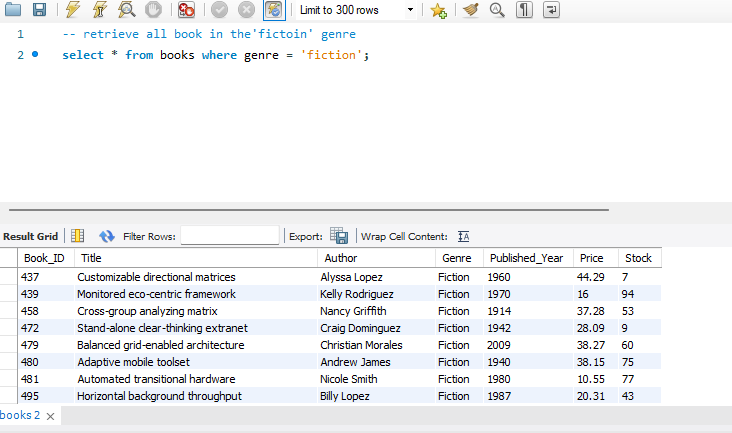 Limit to 300 rows
1 -- retrieve all book in the'fictoin' genre
2 select * from books where genre = 'fiction';
Result Grid Filter Rows: Export: Wrap Cell Content: IA
Book_ID Title Author Genre Published_Year Price Stock
437 Customizable directional matrices Alyssa Lopez Fiction 1960 44.29 7
439 Monitored eco-centric framework Kelly Rodriguez Fiction 1970 16 94
458 Cross-group analyzing matrix Nancy Griffith Fiction 1914 37.28 53
472 Stand-alone clear-thinking extranet Craig Dominguez Fiction 1942 28.09 9
479 Balanced grid-enabled architecture Christian Morales Fiction 2009 38.27 60
480 Adaptive mobile toolset Andrew James Fiction 1940 38.15 75
481 Automated transitional hardware Nicole Smith Fiction 1980 10.55 77
495 Horizontal background throughput Billy Lopez Fiction 1987 20.31 43
books 2 ×